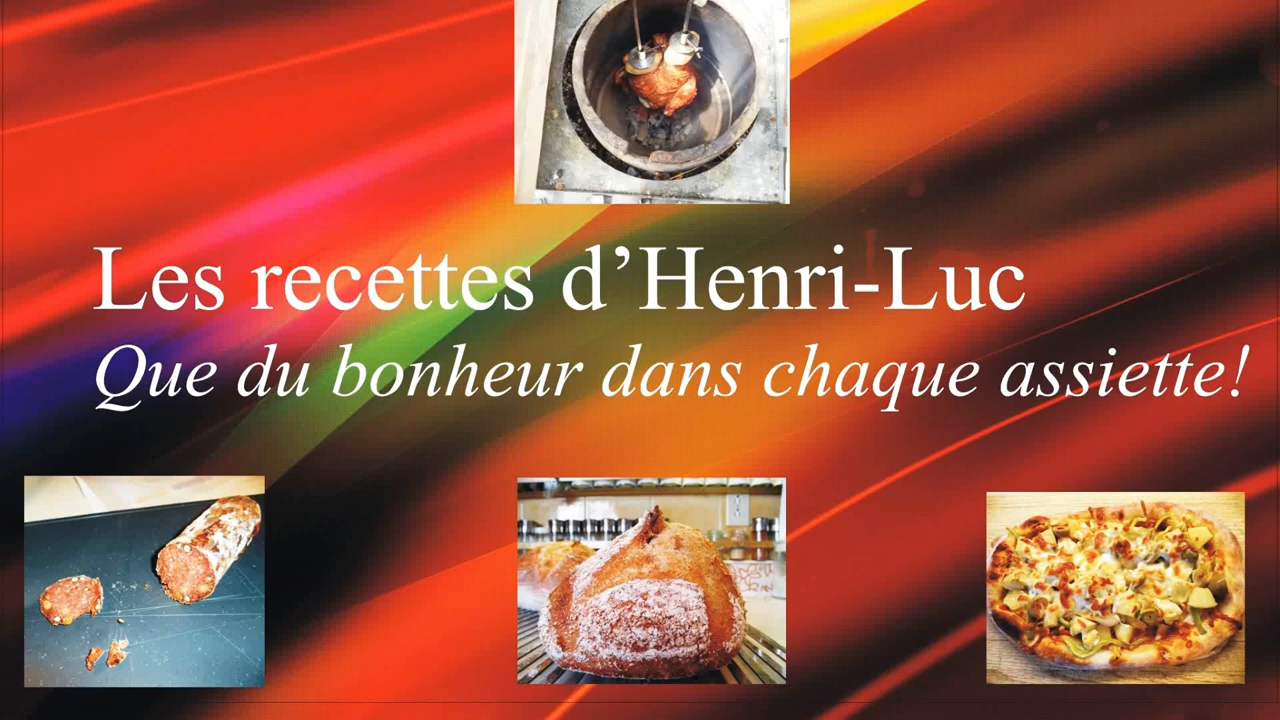 Les recettes d’Henri-Luc
Que du bonheur dans chaque assiette!